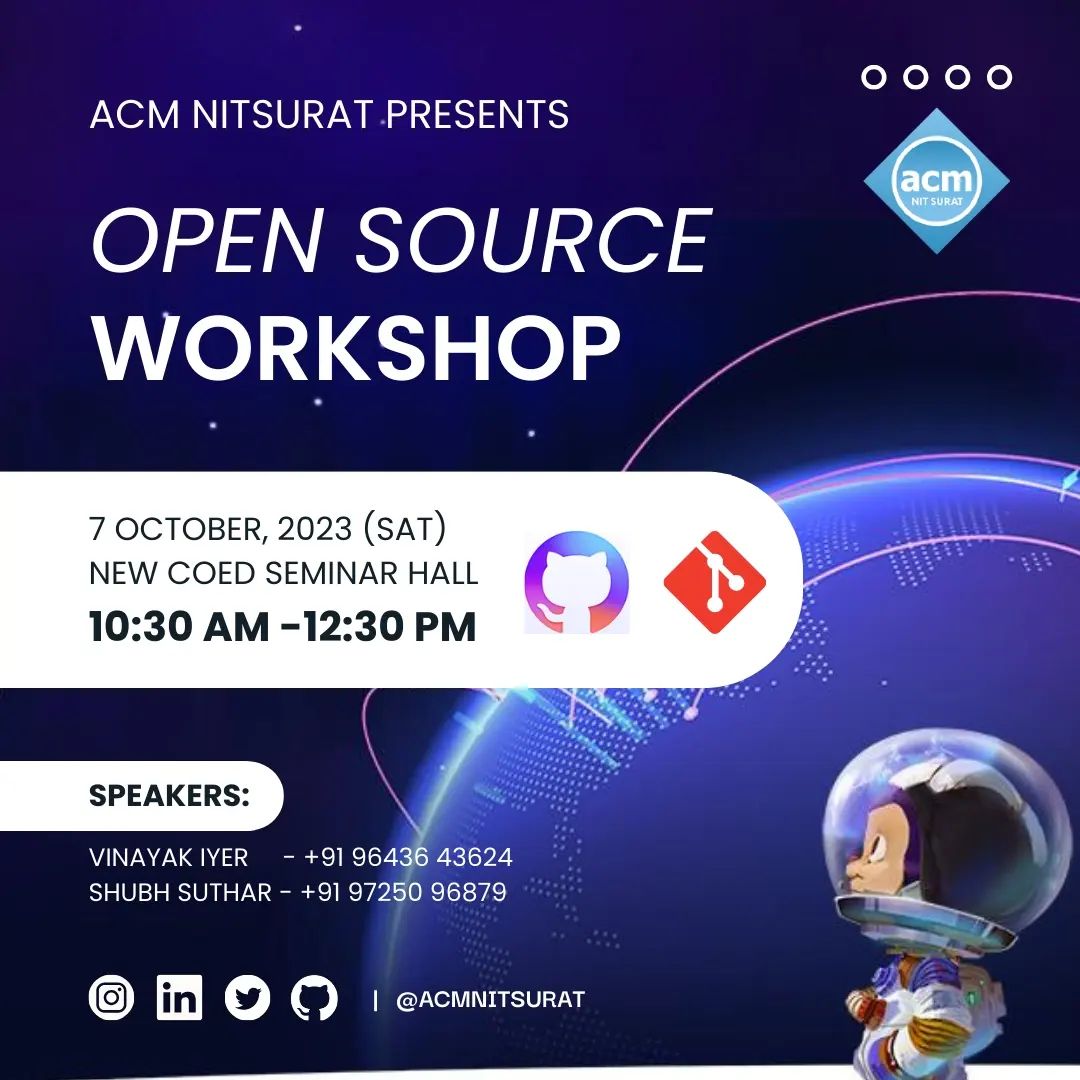 ACM NITSURAT PRESENTS
acm
NIT SURAT
OPEN SOURCE
WORKSHOP
7 OCTOBER, 2023 (SAT)
NEW COED SEMINAR HALL
10:30 AM -12:30 PM
SPEAKERS:
VINAYAK IYER - +91 96436 43624
SHUBH SUTHAR - +91 97250 96879
in | @ACMNITSURAT